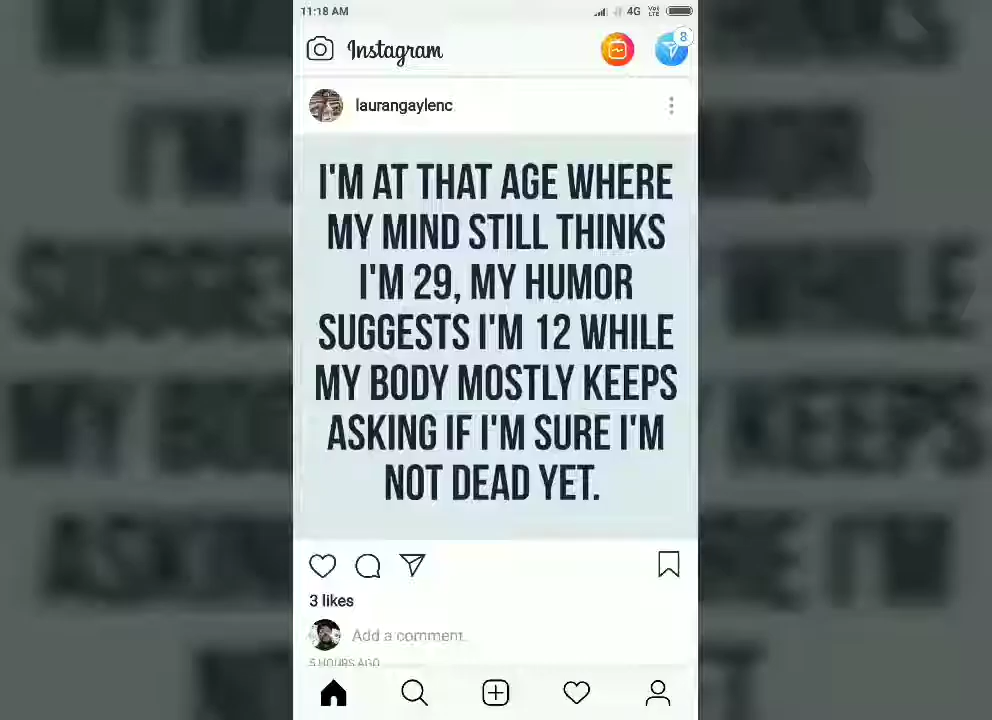 11:18 AM 4G Vo) LTE
Instagram 8
laurangaylenc
I'M AT THAT AGE WHERE
MY MIND STILL THINKS
I'M 29, MY HUMOR
SUGGESTS I'M 12 WHILE
MY BODY MOSTLY KEEPS
ASKING IF I'M SURE I'M
NOT DEAD YET.
3 likes
Add a comment.
5 HOURS AGO